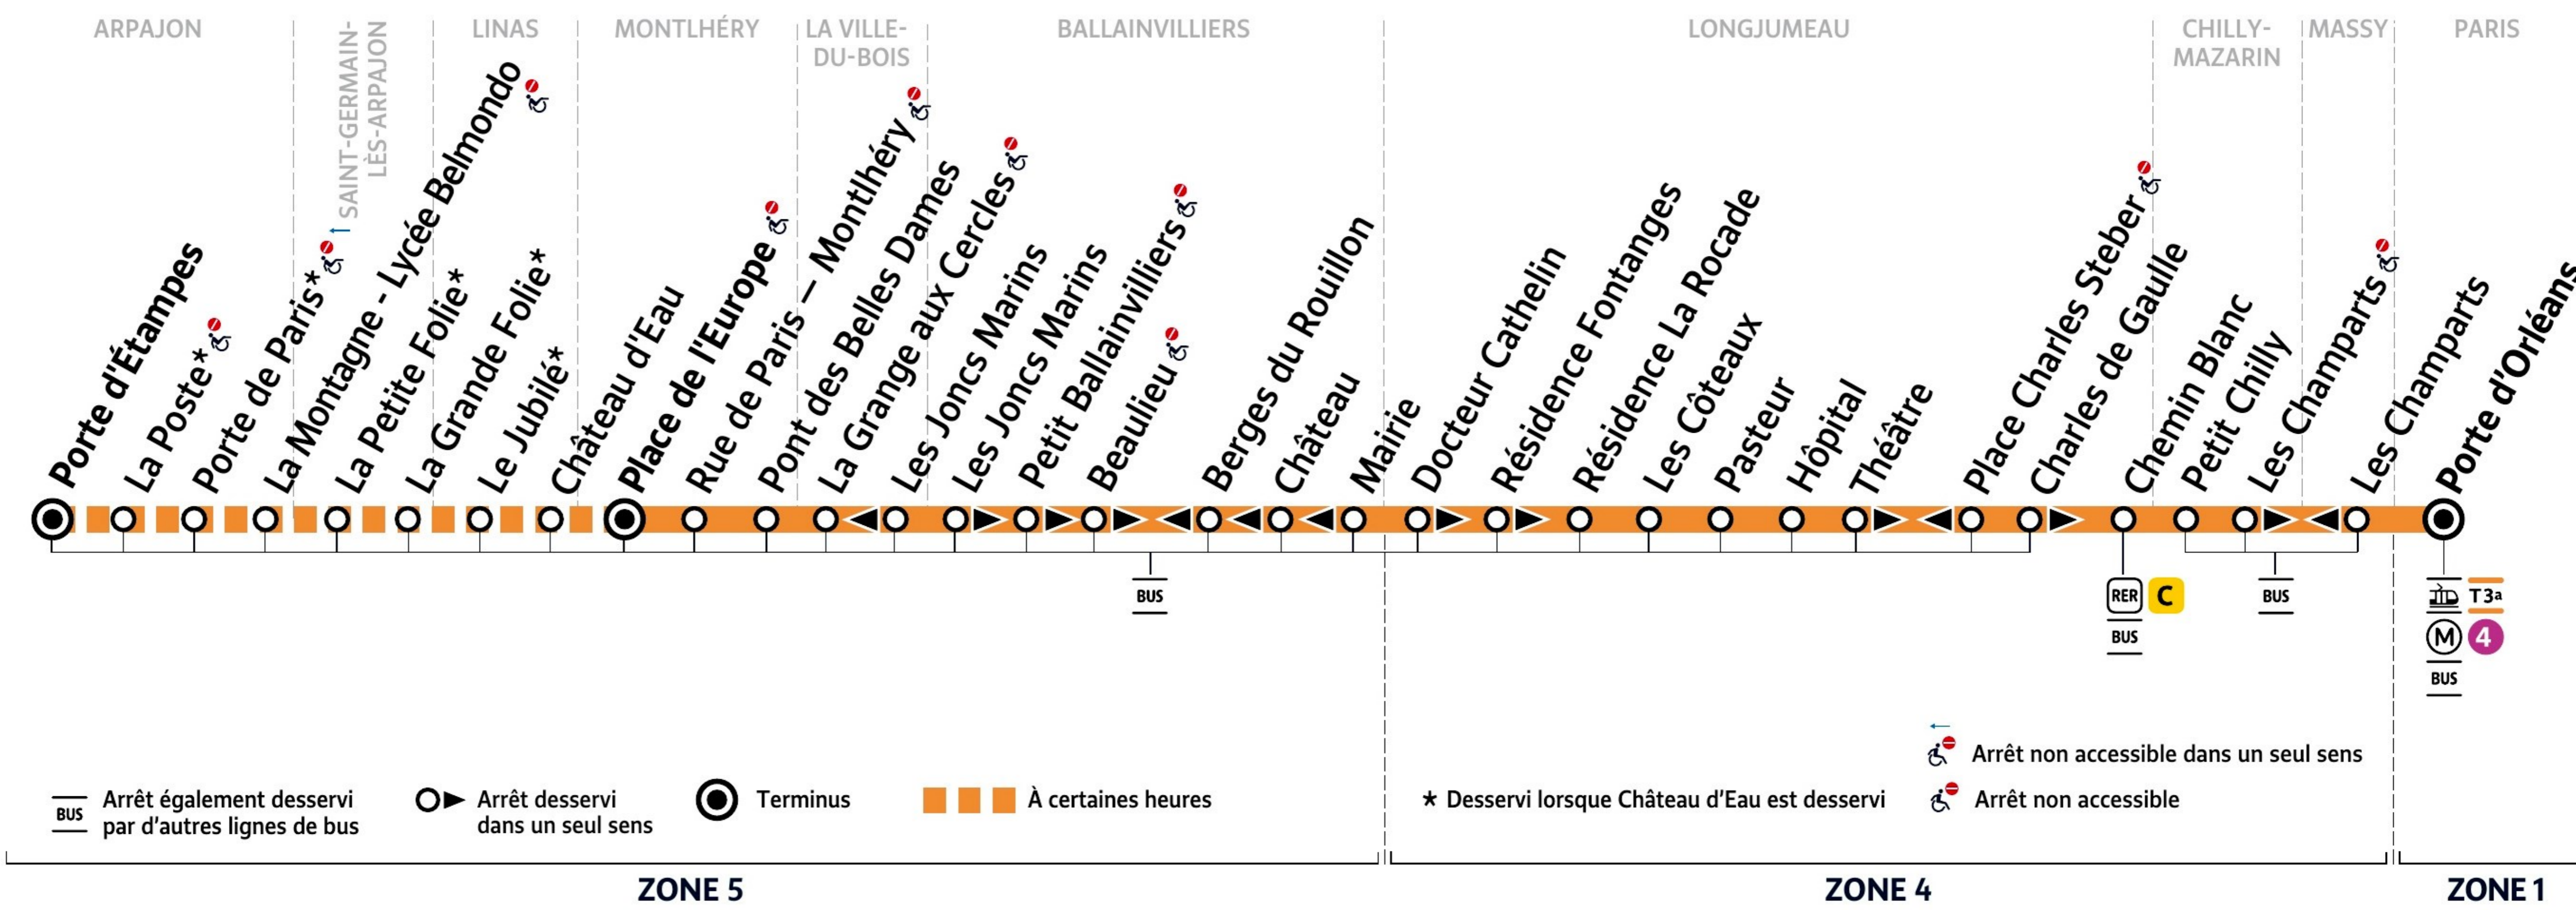 ARPAJON
SAINT-GERMAIN-
LÈS-ARPAJON
LINAS
MONTLHÉRY
LA VILLE-
DU-BOIS
BALLAINVILLIERS
LONGJUMEAU
CHILLY-
MAZARIN
MASSY
PARIS
Porte d'Étampes
La Poste*
Porte de Paris*
La Montagne - Lycée Belmondo
La Petite Folie*
La Grande Folie*
Le Jubilé*
Château d'Eau
Place de l'Europe
Rue de Paris — Montlhéry
Pont des Belles Dames
La Grange aux Cercles
Les Joncs Marins
Les Joncs Marins
Petit Ballainvilliers
Beaulieu
Berges du Rouillon
Château
Mairie
Docteur Cathelin
Résidence Fontanges
Résidence La Rocade
Les Côteaux
Pasteur
Hôpital
Théâtre
Place Charles Steber
Charles de Gaulle
Chemin Blanc
Petit Chilly
Les Champarts
Les Champarts
Porte d'Orléans
BUS
RER C
BUS
BUS
T3a
M 4
BUS
BUS
Arrêt également desservi
par d'autres lignes de bus
Arrêt desservi
dans un seul sens
Terminus
À certaines heures
* Desservi lorsque Château d'Eau est desservi
Arrêt non accessible dans un seul sens
Arrêt non accessible
ZONE 5
ZONE 4
ZONE 1